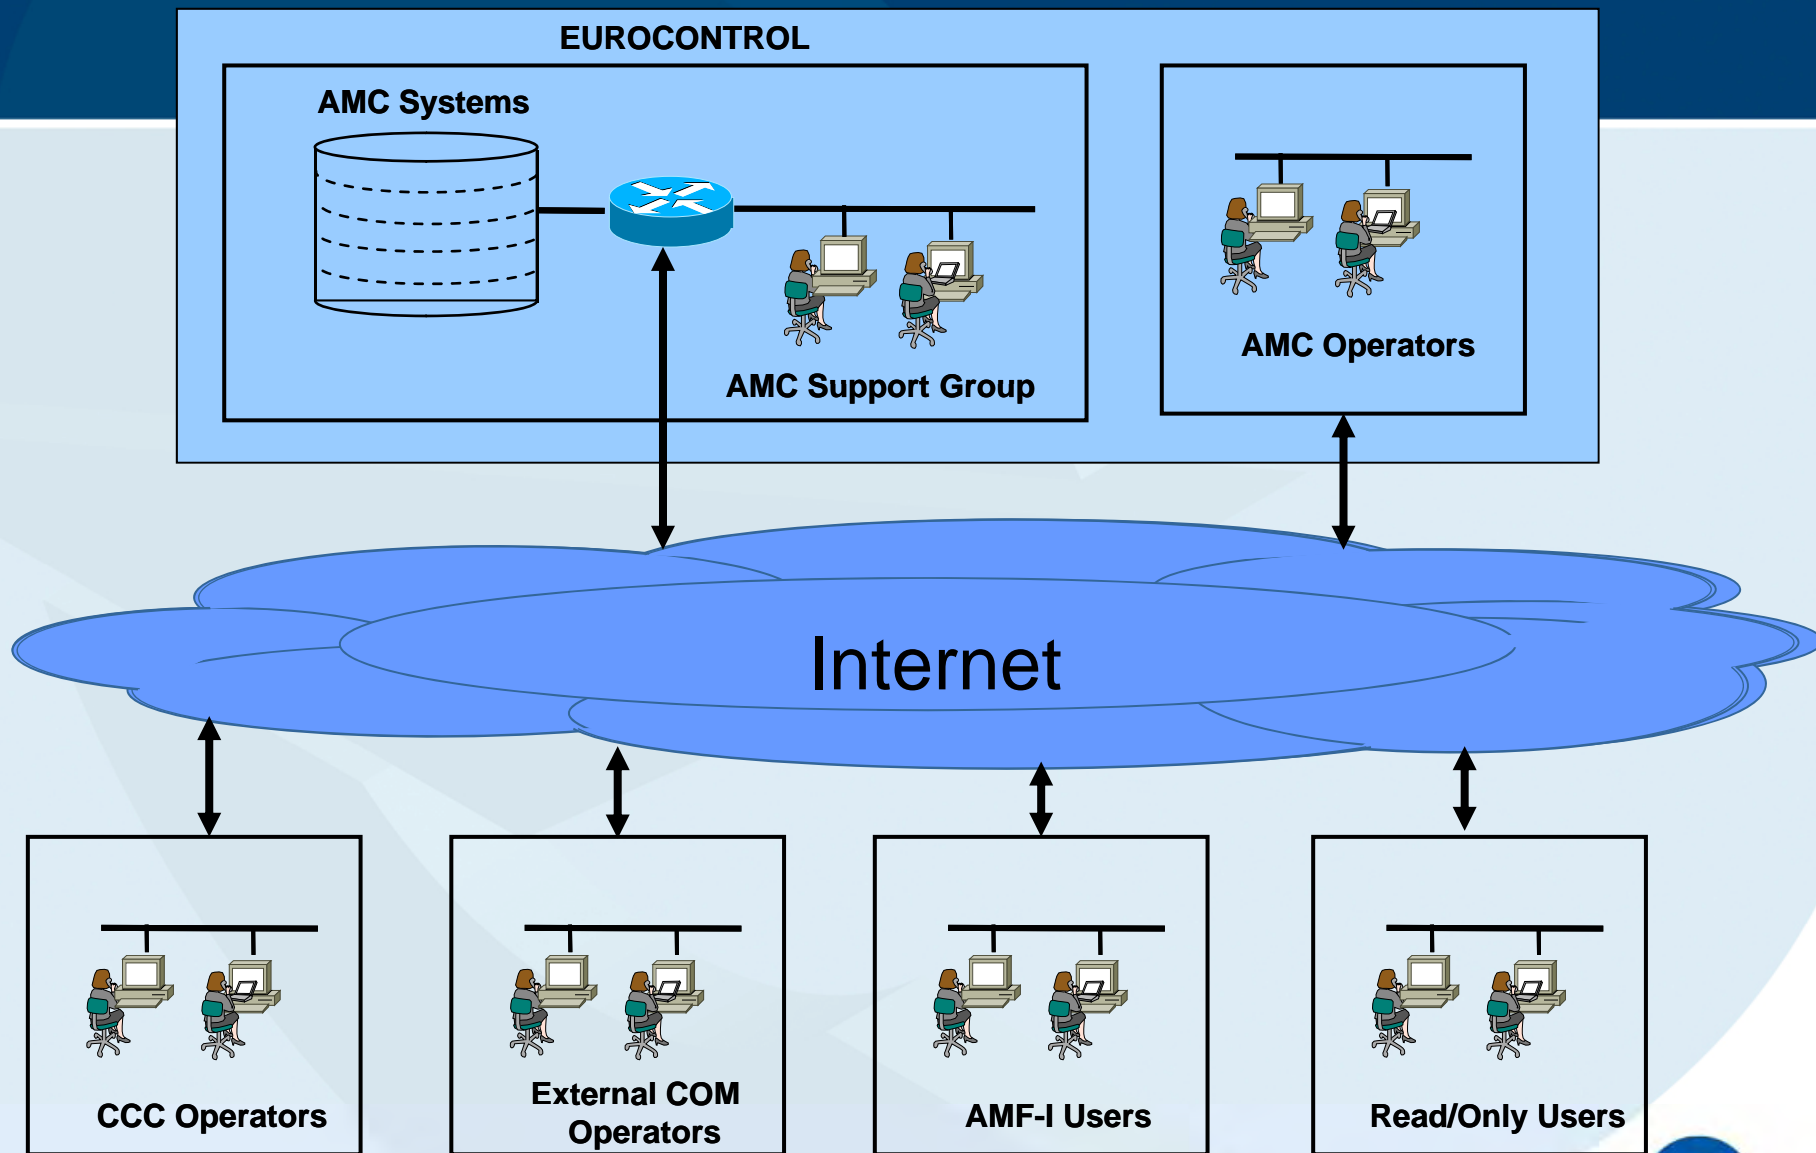 EUROCONTROL
AMC Systems
AMC Support Group
AMC Operators
Internet
CCC Operators
External COM
Operators
AMF-I Users
Read/Only Users